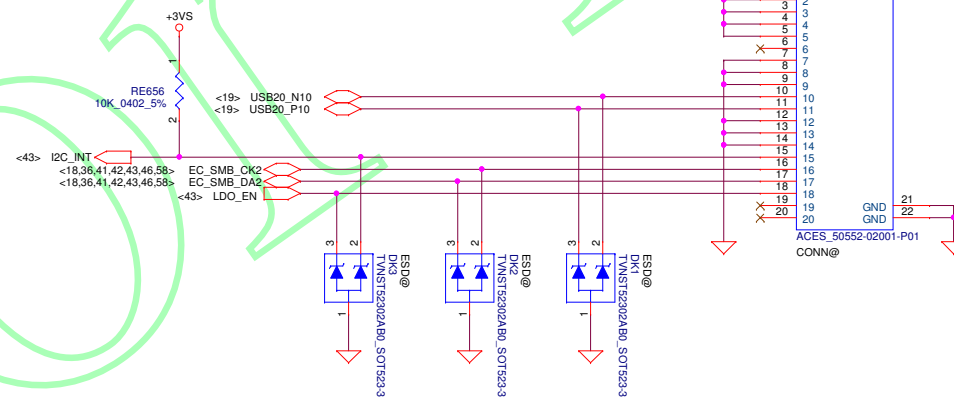 +3VS
1
RE656
10K_0402_5%
2
<19> USB20_N10
<19> USB20_P10
<43> I2C_INT
<18,36,41,42,43,46,58> EC_SMB_CK2
<18,36,41,42,43,46,58> EC_SMB_DA2
<43> LDO_EN
3 2
DK3
TVNST52302AB0_SOT523-3
ESD@
1
3 2
DK2
TVNST52302AB0_SOT523-3
ESD@
1
3 2
DK1
TVNST52302AB0_SOT523-3
ESD@
1
2
3 3
4 4
5 5
6 6
7 7
8 8
9 9
10 10
11 11
12 12
13 13
14 14
15 15
16 16
17 17
18 18
19 19
20 20
GND 21
GND 22
ACES_50552-02001-P01
CONN@